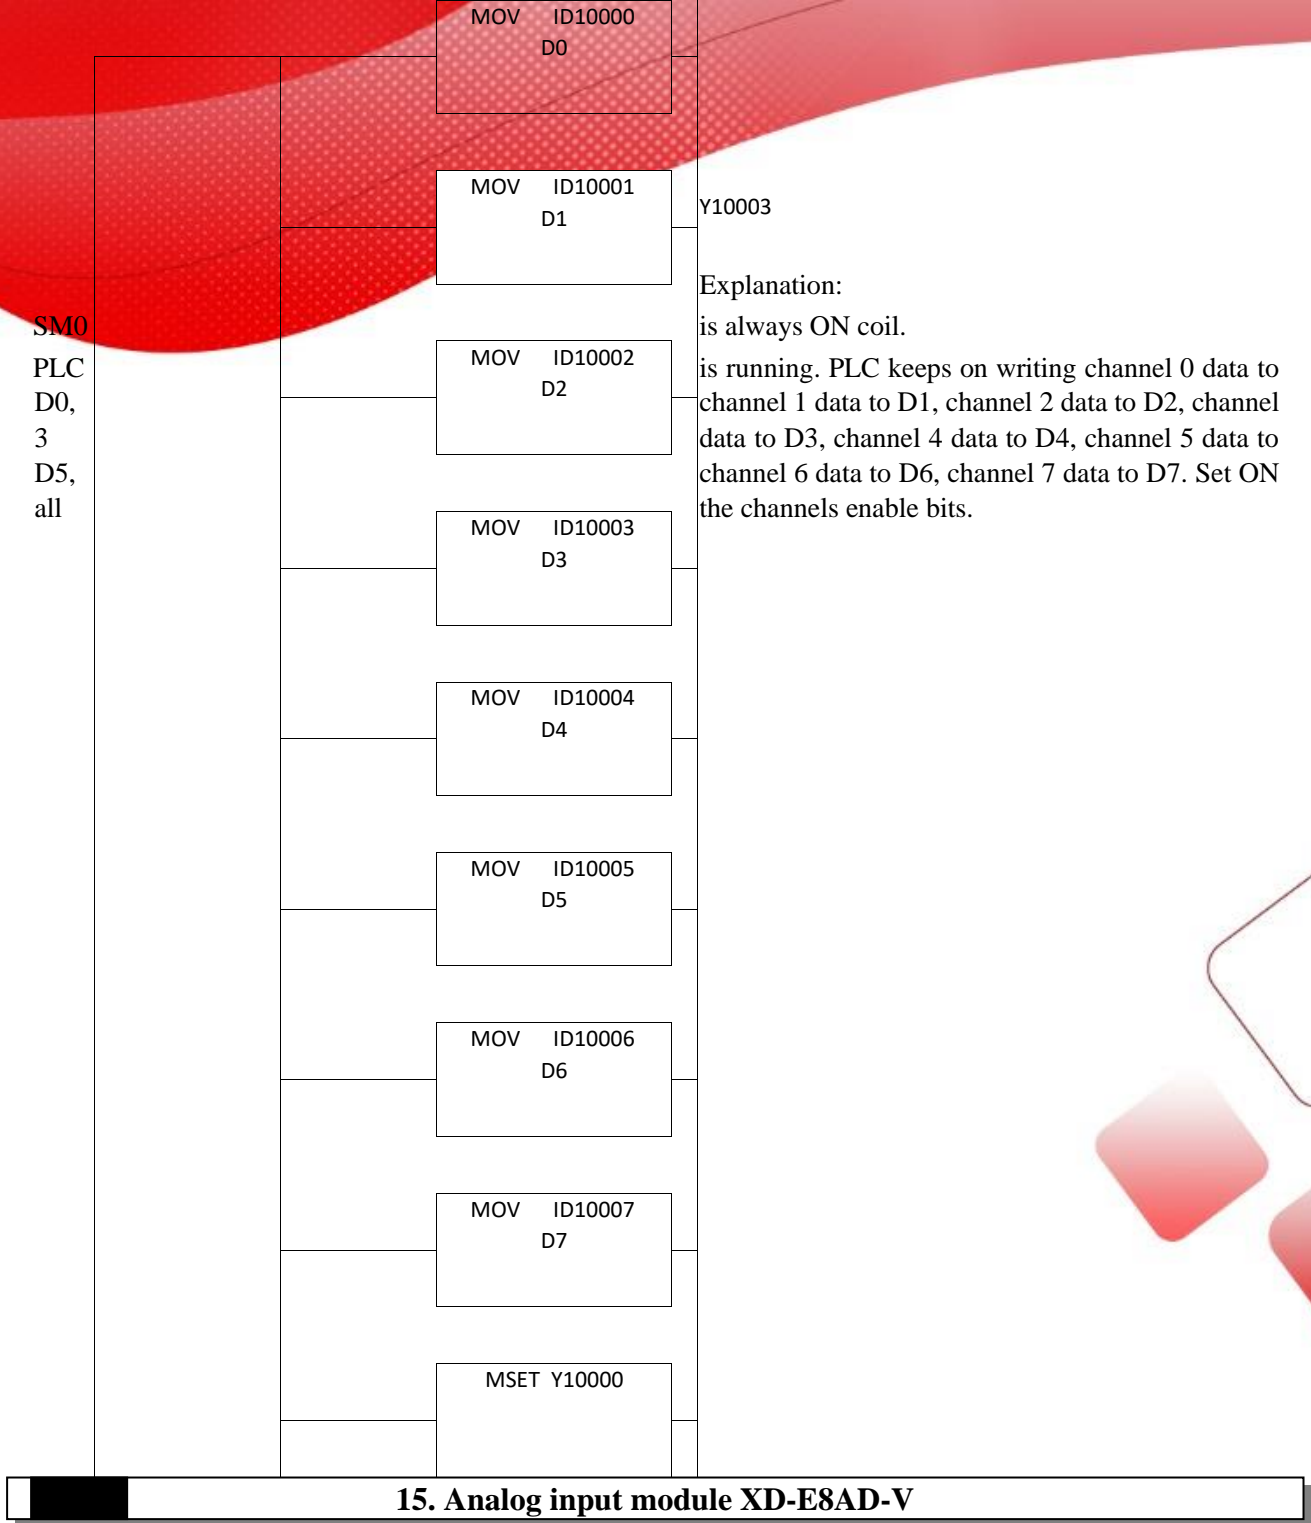 MOV ID10000
D0
MOV ID10001
D1
Y10003
Explanation:
SM0 is always ON coil.
PLC is running. PLC keeps on writing channel 0 data to
D0, channel 1 data to D1, channel 2 data to D2, channel
3 data to D3, channel 4 data to D4, channel 5 data to
D5, channel 6 data to D6, channel 7 data to D7. Set ON
all the channels enable bits.
MOV ID10002
D2
MOV ID10003
D3
MOV ID10004
D4
MOV ID10005
D5
MOV ID10006
D6
MOV ID10007
D7
MSET Y10000
15. Analog input module XD-E8AD-V